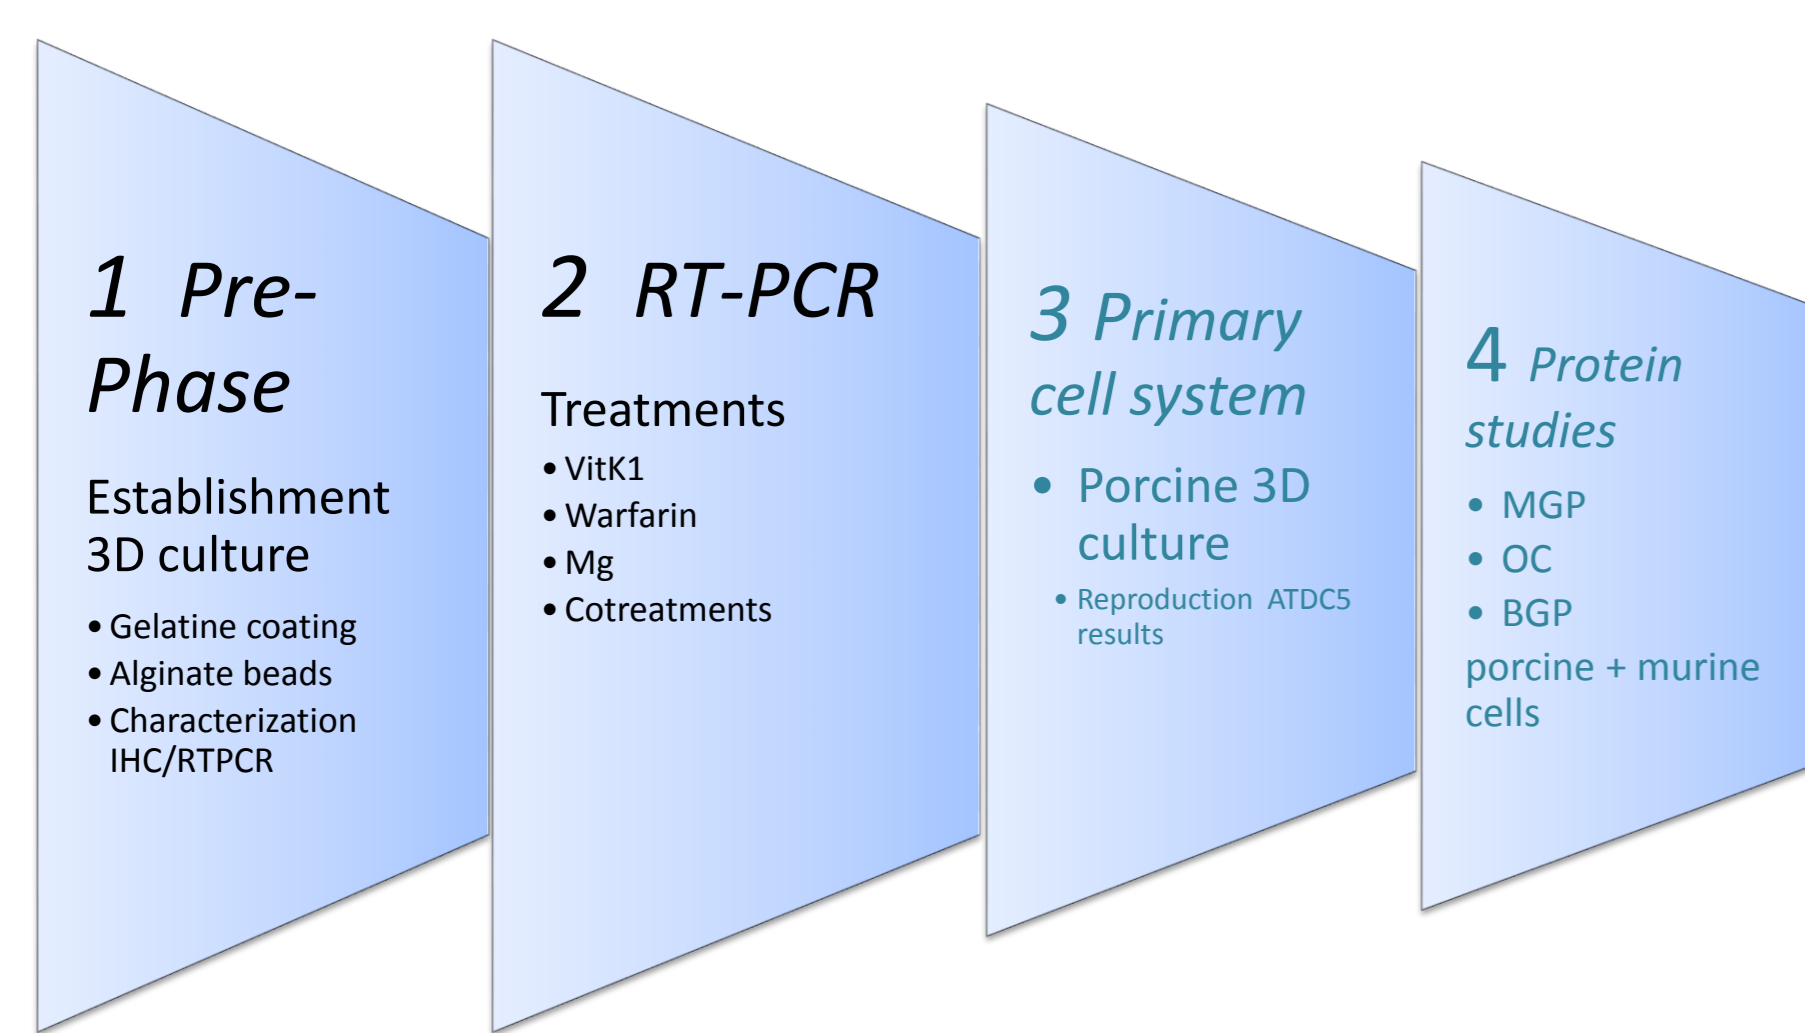 1 Pre-
Phase
Establishment
3D culture
• Gelatine coating
• Alginate beads
• Characterization
IHC/RTPCR
2 RT-PCR
Treatments
• VitK1
• Warfarin
• Mg
• Cotreatments
3 Primary
cell system
• Porcine 3D
culture
• Reproduction ATDC5
results
4 Protein
studies
• MGP
• OC
• BGP
porcine + murine
cells